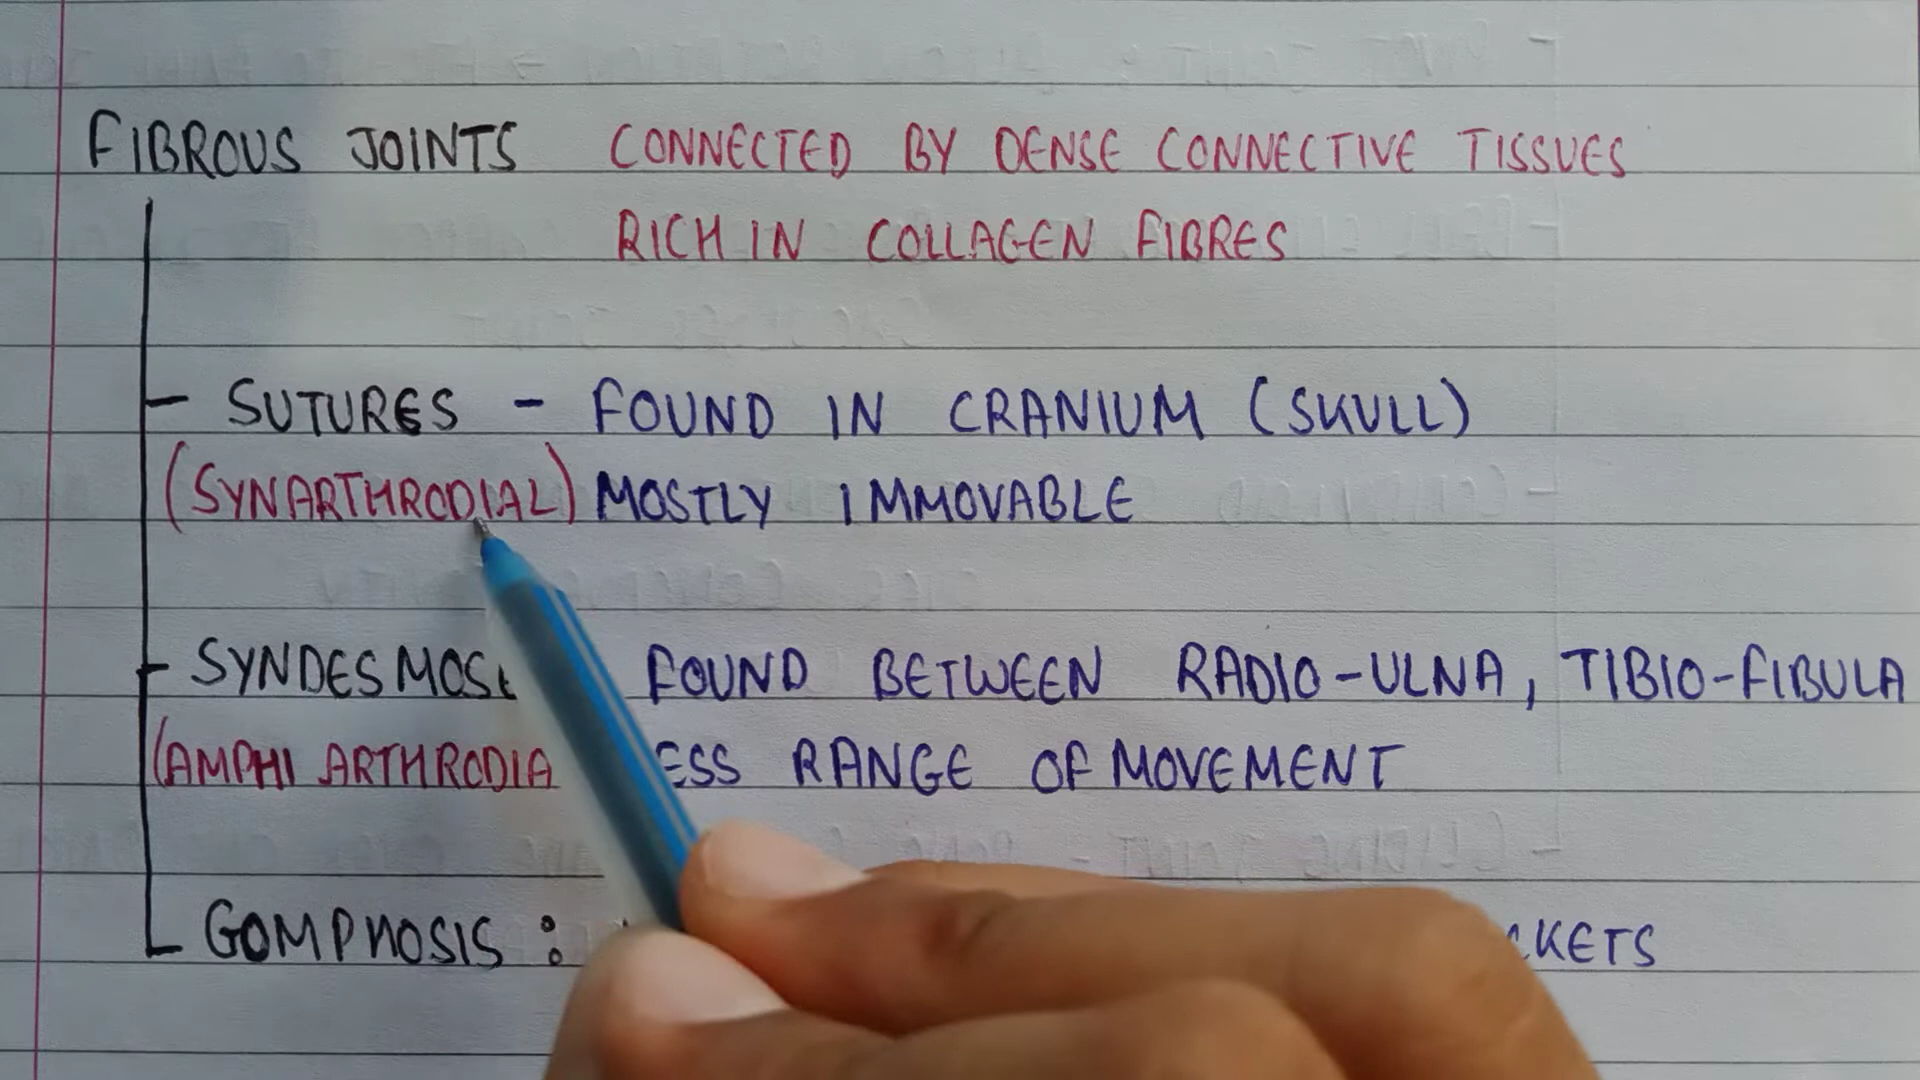 FIBROUS JOINTS CONNECTED BY DENSE CONNECTIVE TISSUES
RICH IN COLLAGEN FIBRES
- SUTURES - FOUND IN CRANIUM (SKULL)
(SYNARTHRODIAL) MOSTLY IMMOVABLE
- SYNDESMOS FOUND BETWEEN RADIO-ULNA, TIBIO-FIBULA
(AMPHI ARTHRODIA ESS RANGE OF MOVEMENT
GOMPHOSIS : KETS